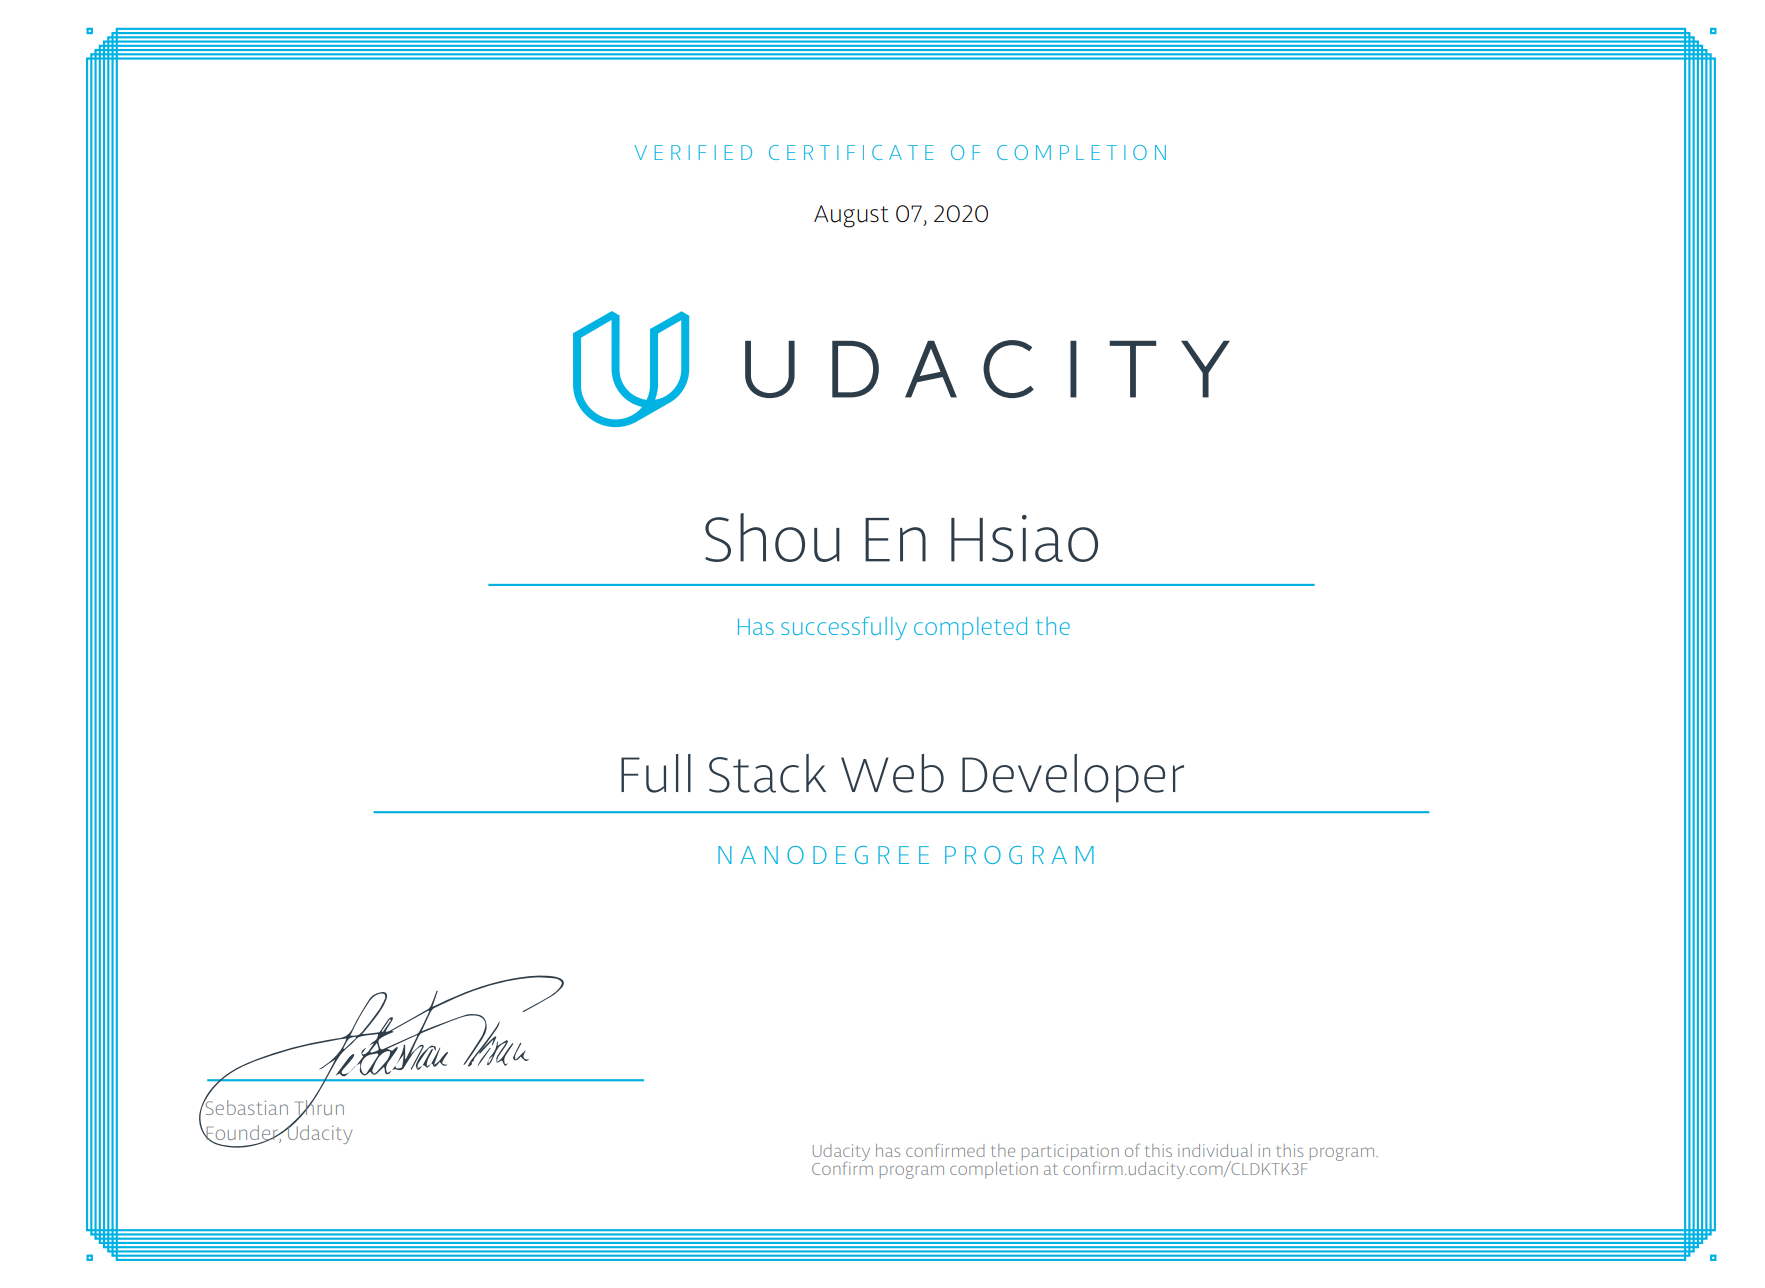 VERIFIED CERTIFICATE OF COMPLETION
August 07, 2020
UDACITY
Shou En Hsiao
Has successfully completed the
Full Stack Web Developer
NANODEGREE PROGRAM
Sebastian Thrun
Sebastian Thrun
Founder, Udacity
Udacity has confirmed the participation of this individual in this program.
Confirm program completion at confirm.udacity.com/CLDKTK3F